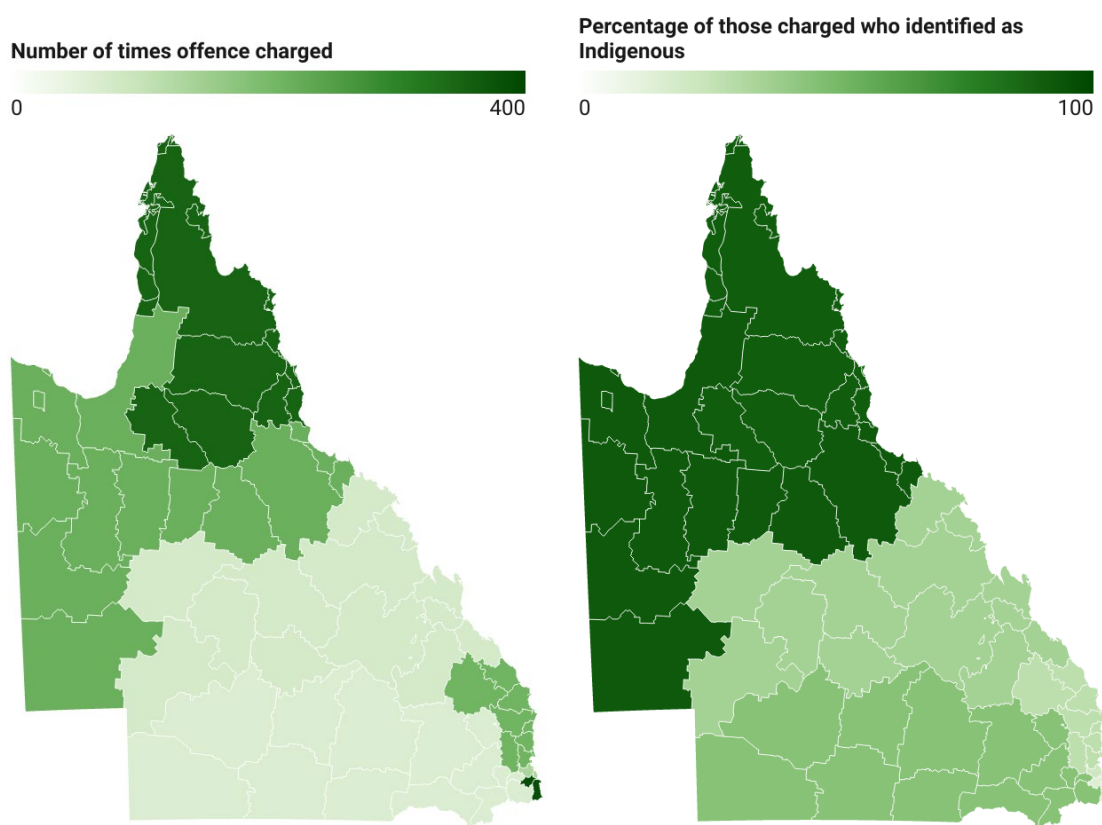 Number of times offence charged
0 400
Percentage of those charged who identified as
Indigenous
0 100